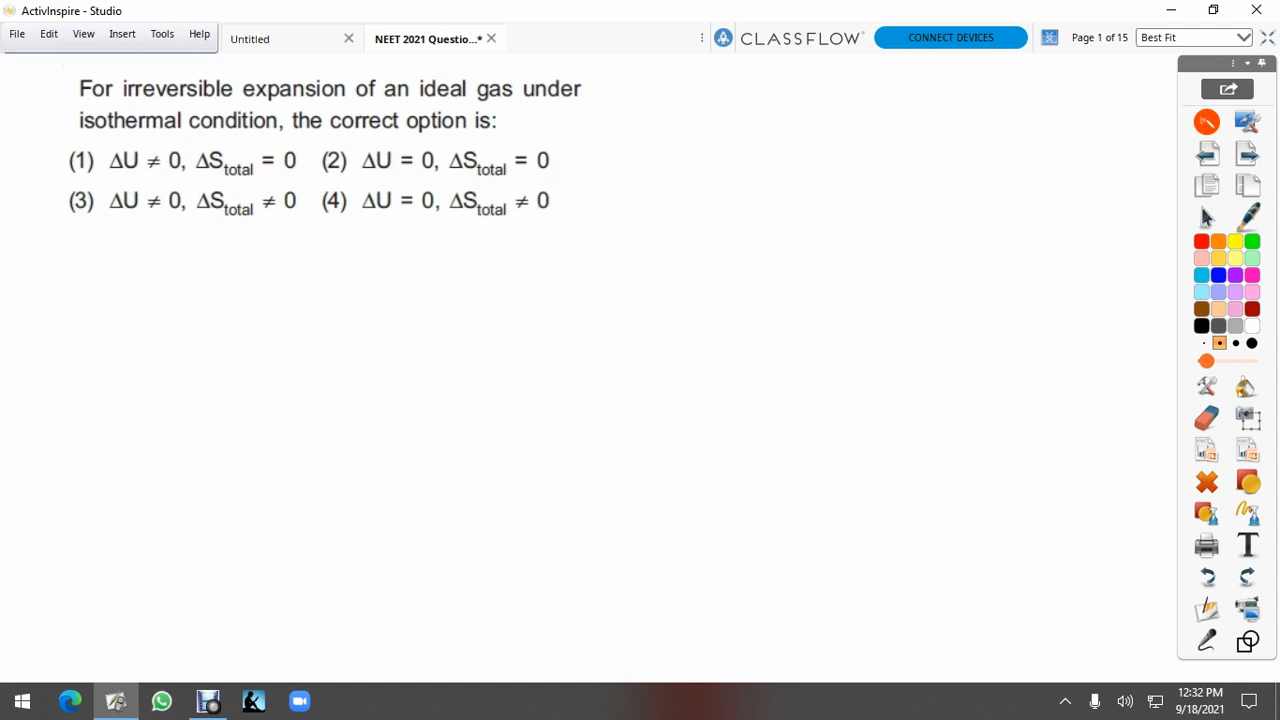 ActivInspire - Studio
File Edit View Insert Tools Help
Untitled
NEET 2021 Questio...*
CLASSFLOW
CONNECT DEVICES
Page 1 of 15
Best Fit
For irreversible expansion of an ideal gas under
isothermal condition, the correct option is:
(1) ΔU ≠ 0, ΔS_total = 0 (2) ΔU = 0, ΔS_total = 0
(3) ΔU ≠ 0, ΔS_total ≠ 0 (4) ΔU = 0, ΔS_total ≠ 0
12:32 PM
9/18/2021